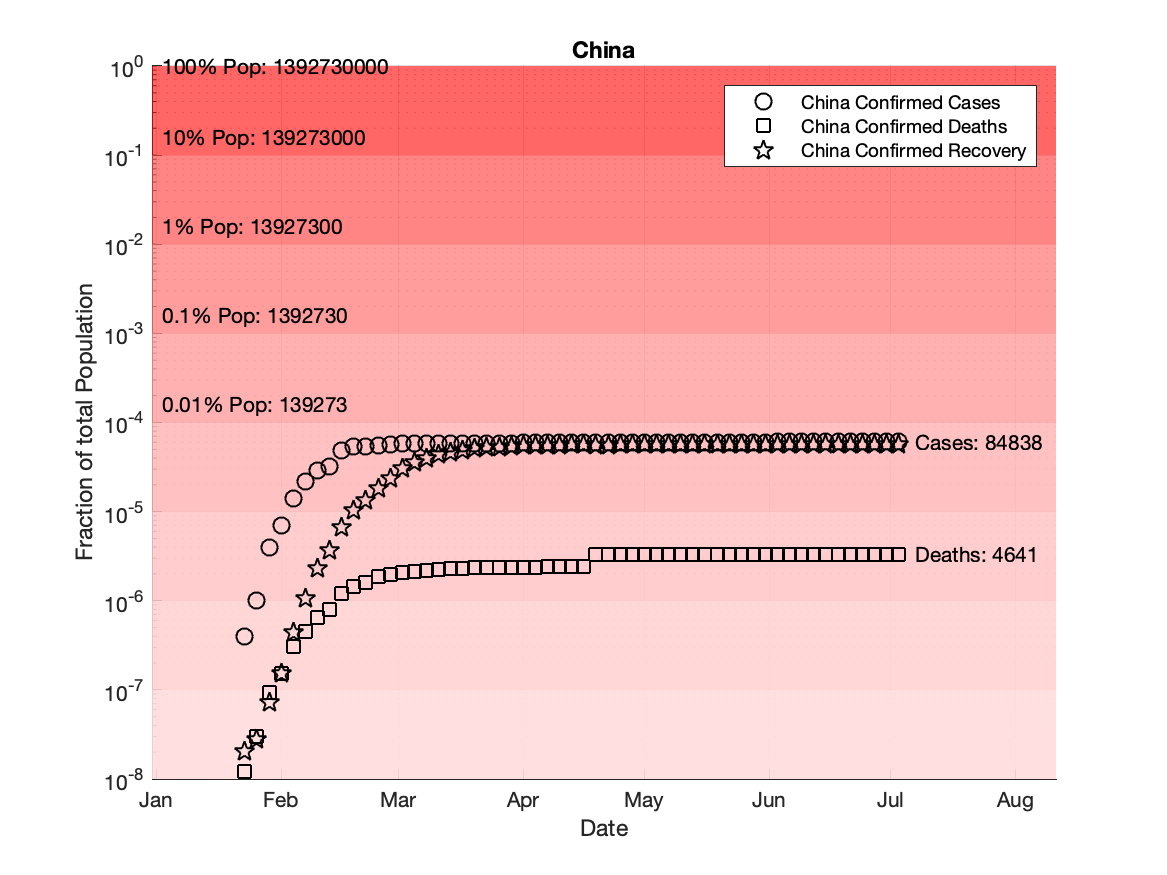 China
10⁰
100% Pop: 1392730000
China Confirmed Cases
China Confirmed Deaths
China Confirmed Recovery
10% Pop: 139273000
10⁻¹
1% Pop: 13927300
10⁻²
0.1% Pop: 1392730
10⁻³
0.01% Pop: 139273
10⁻⁴
Cases: 84838
10⁻⁵
Deaths: 4641
10⁻⁶
10⁻⁷
10⁻⁸
Fraction of total Population
Jan Feb Mar Apr May Jun Jul Aug
Date